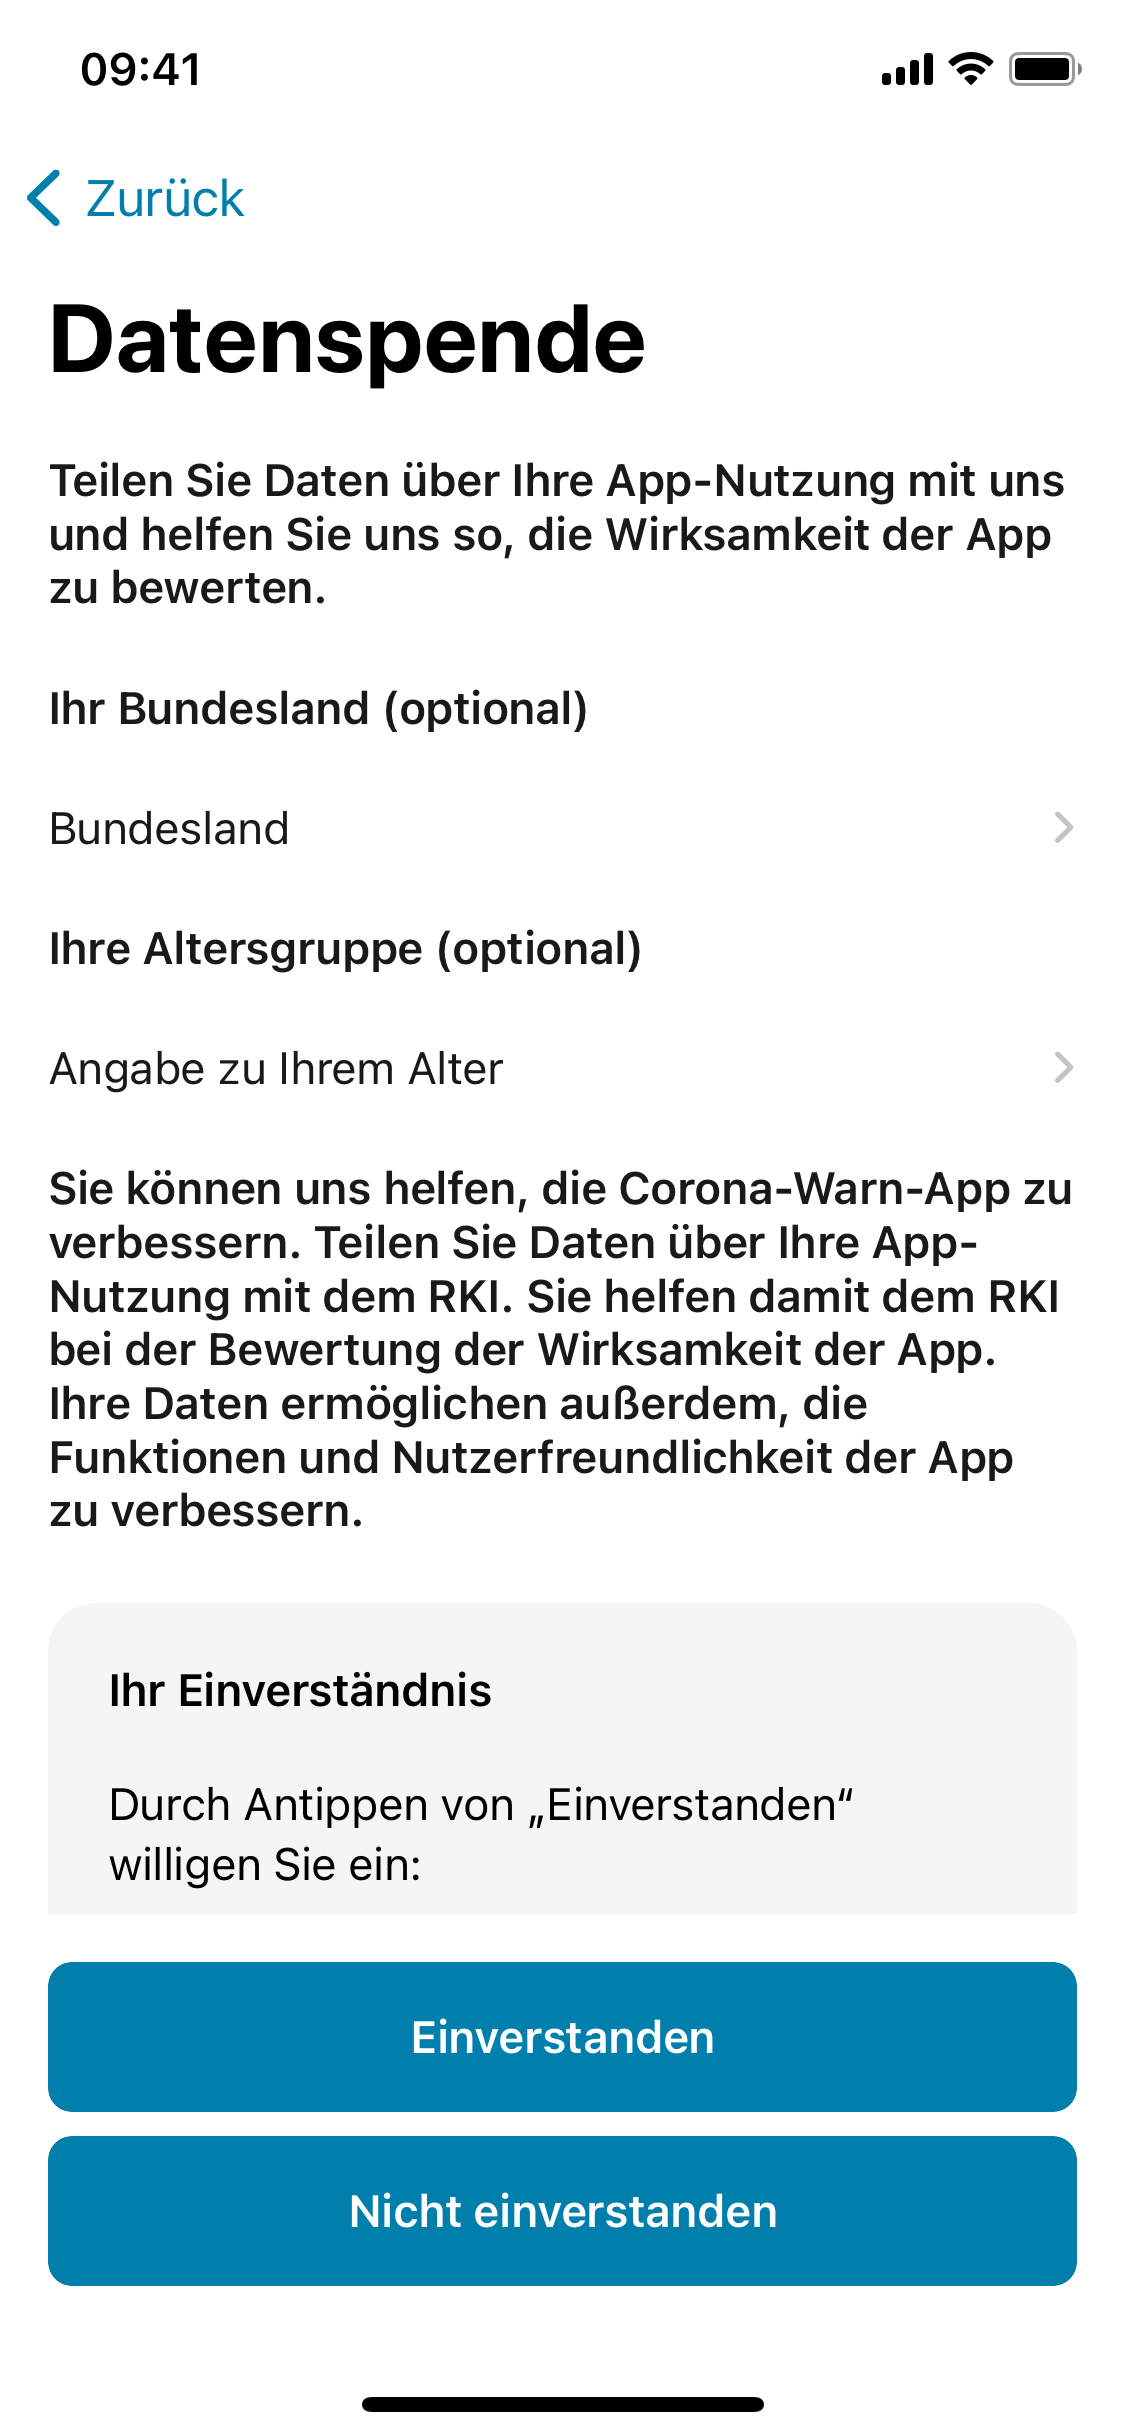 09:41
Zurück
Datenspende
Teilen Sie Daten über Ihre App-Nutzung mit uns
und helfen Sie uns so, die Wirksamkeit der App
zu bewerten.
Ihr Bundesland (optional)
Bundesland
Ihre Altersgruppe (optional)
Angabe zu Ihrem Alter
Sie können uns helfen, die Corona-Warn-App zu
verbessern. Teilen Sie Daten über Ihre App-
Nutzung mit dem RKI. Sie helfen damit dem RKI
bei der Bewertung der Wirksamkeit der App.
Ihre Daten ermöglichen außerdem, die
Funktionen und Nutzerfreundlichkeit der App
zu verbessern.
Ihr Einverständnis
Durch Antippen von „Einverstanden“
willigen Sie ein:
Einverstanden
Nicht einverstanden